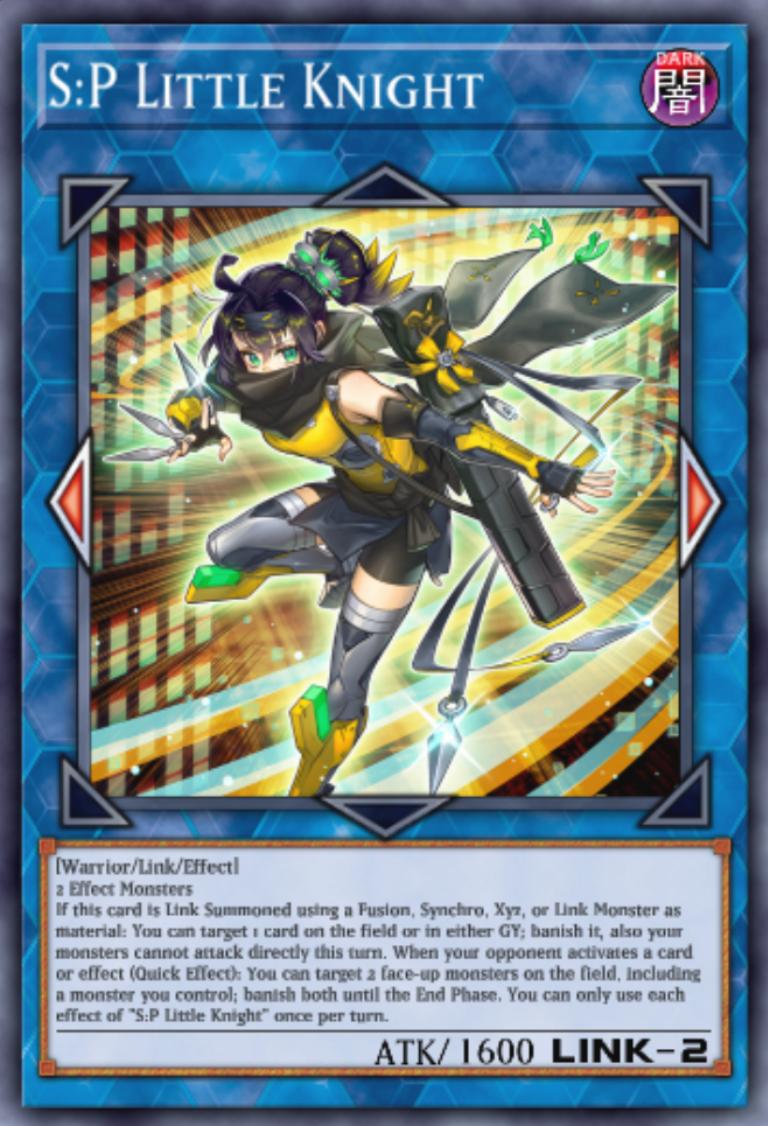 S:P Little Knight
DARK
闇
[Warrior/Link/Effect]
2 Effect Monsters
If this card is Link Summoned using a Fusion, Synchro, Xyz, or Link Monster as
material: You can target 1 card on the field or in either GY; banish it, also your
monsters cannot attack directly this turn. When your opponent activates a card
or effect (Quick Effect): You can target 2 face-up monsters on the field, including
a monster you control; banish both until the End Phase. You can only use each
effect of "S:P Little Knight" once per turn.
ATK/ 1600 LINK-2